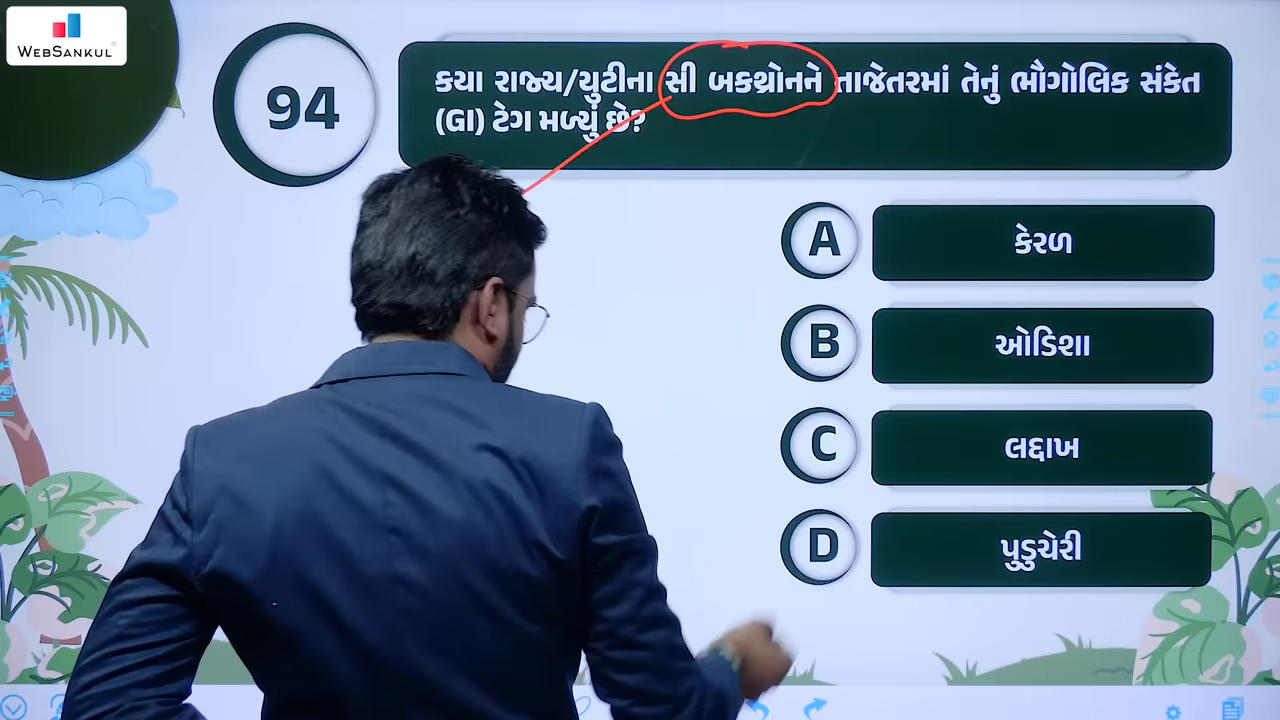 WEBSANKUL
94
કયા રાજ્ય/યુટીના સી બકથ્રોનને તાજેતરમાં તેનું ભૌગોલિક સંકેત
(GI) ટેગ મળ્યું છે?
A
કેરળ
B
ઓડિશા
C
લદ્દાખ
D
પુડુચેરી